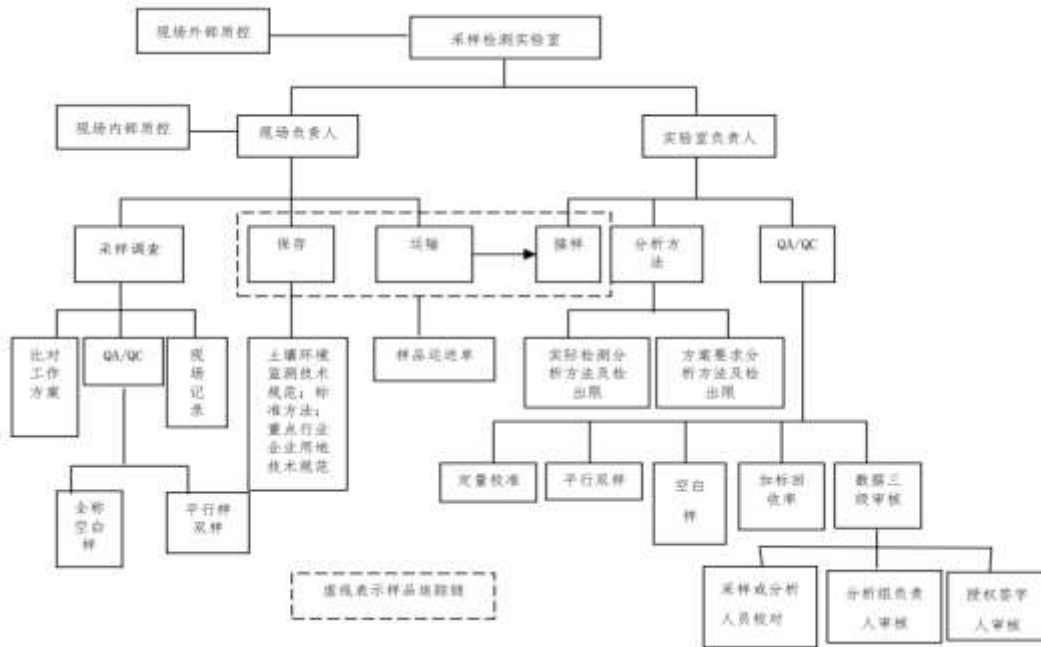 现场外部质控
采样检测实验室
现场内部质控
现场负责人
实验室负责人
采样调查
保存
运输
接样
分析方
法
QA/QC
比对
工作
方案
QA/QC
现
场
记
录
土壤环境
监测技术
规范；标
准方法；
重点行业
企业用地
技术规范
样品运送单
实际检测分
析方法及检
出限
方案要求分
析方法及检
出限
定量校准
平行双样
空白
样
加标回
收率
数据三
级审核
全程
空白
样
平行样
双样
虚线表示样品追踪链
采样或分析
人员校对
分析组负责
人审核
授权签字
人审核